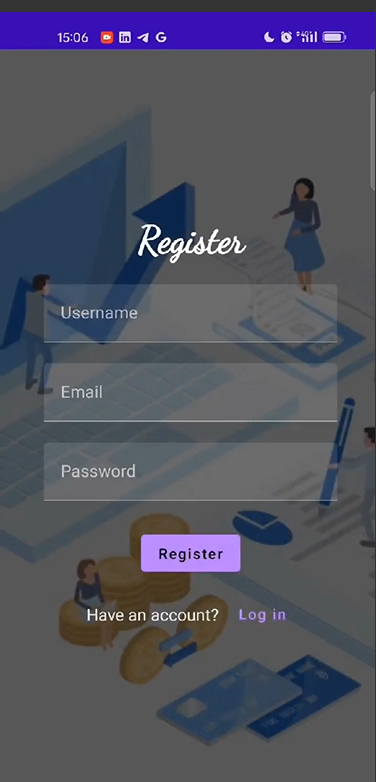 15:06
Register
Username
Email
Password
Register
Have an account? Log in